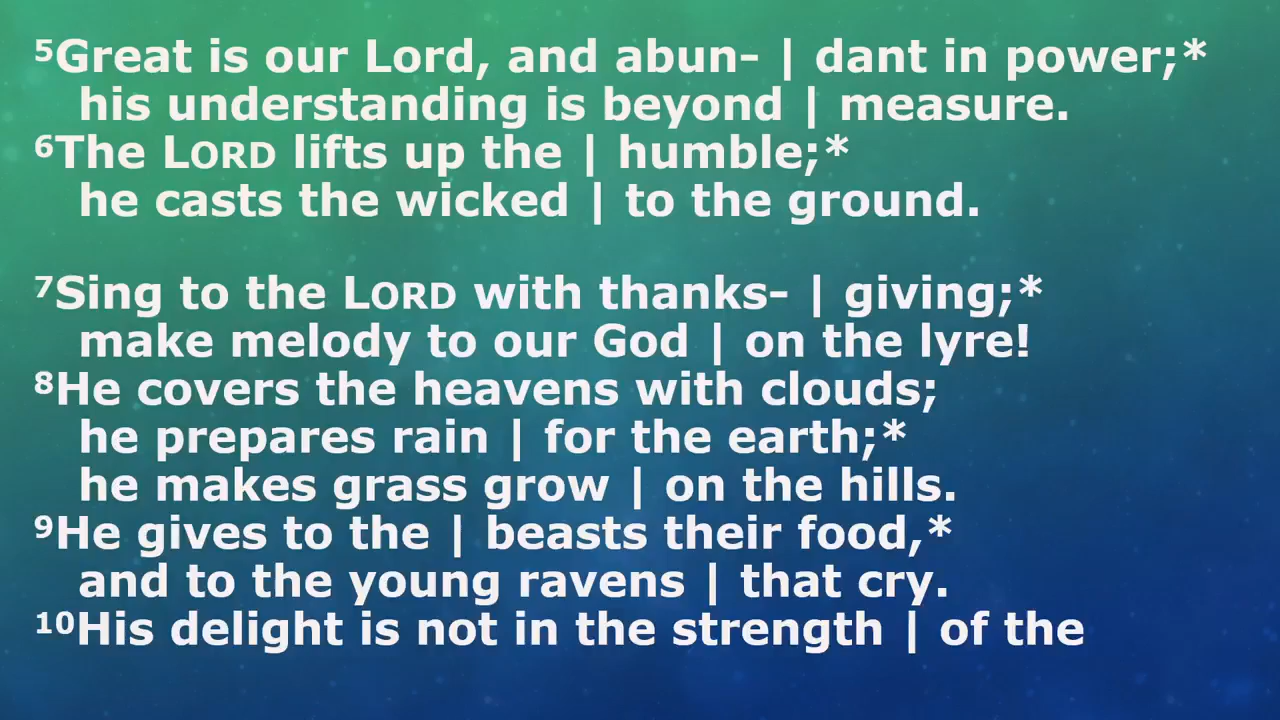 ⁵Great is our Lord, and abun- | dant in power;*
his understanding is beyond | measure.
⁶The LORD lifts up the | humble;*
he casts the wicked | to the ground.
⁷Sing to the LORD with thanks- | giving;*
make melody to our God | on the lyre!
⁸He covers the heavens with clouds;
he prepares rain | for the earth;*
he makes grass grow | on the hills.
⁹He gives to the | beasts their food,*
and to the young ravens | that cry.
¹⁰His delight is not in the strength | of the